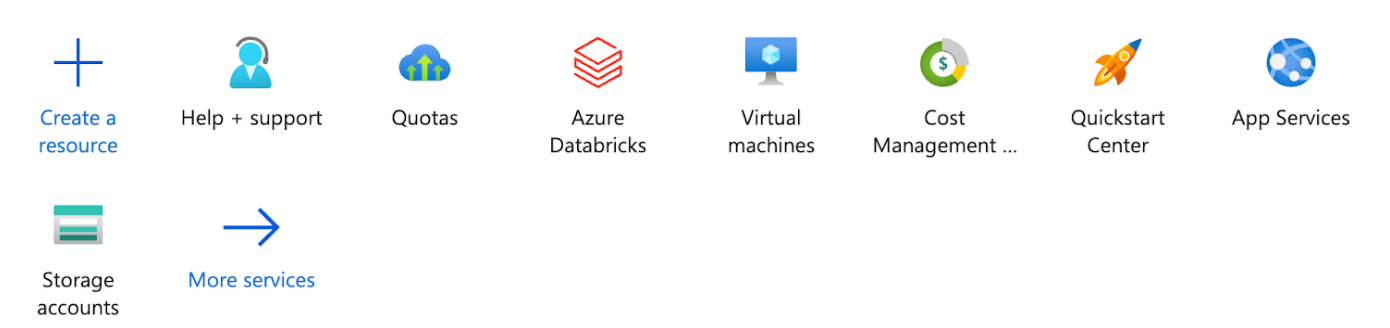 Create a
resource
Help + support
Quotas
Azure
Databricks
Virtual
machines
Cost
Management ...
Quickstart
Center
App Services
Storage
accounts
More services